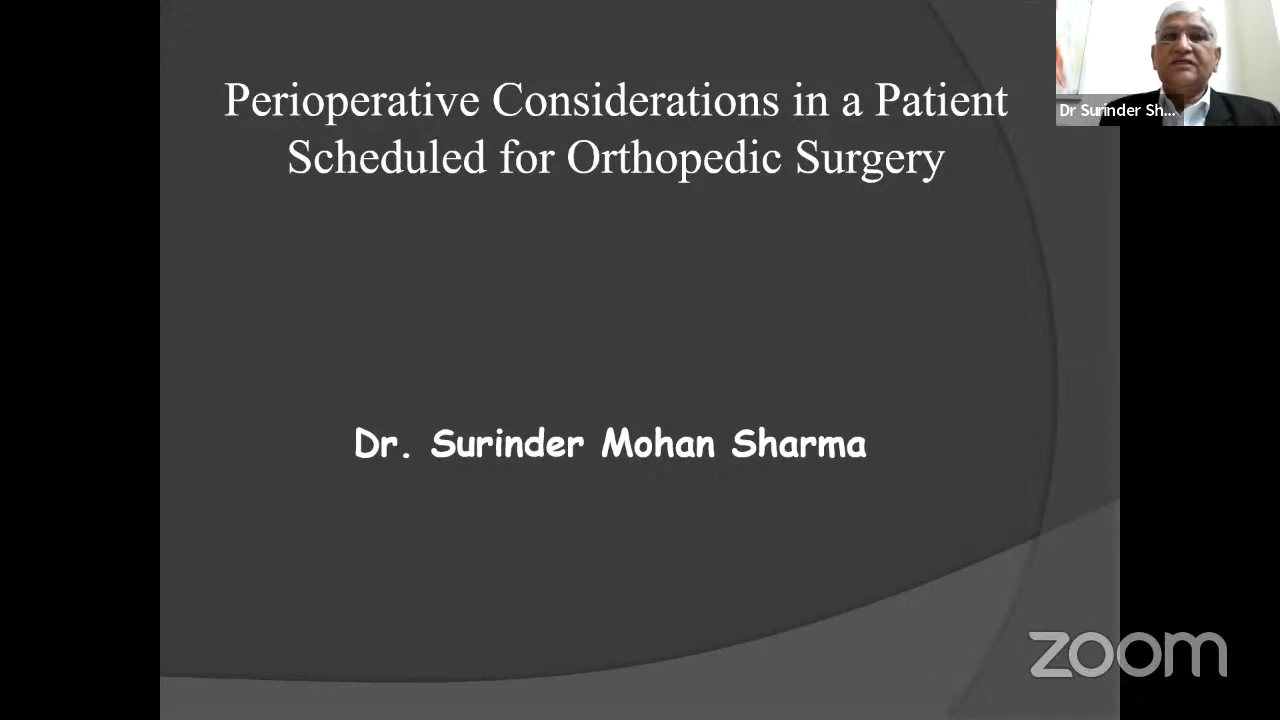 Perioperative Considerations in a Patient
Scheduled for Orthopedic Surgery
Dr Surinder Sh...
Dr. Surinder Mohan Sharma
zoom